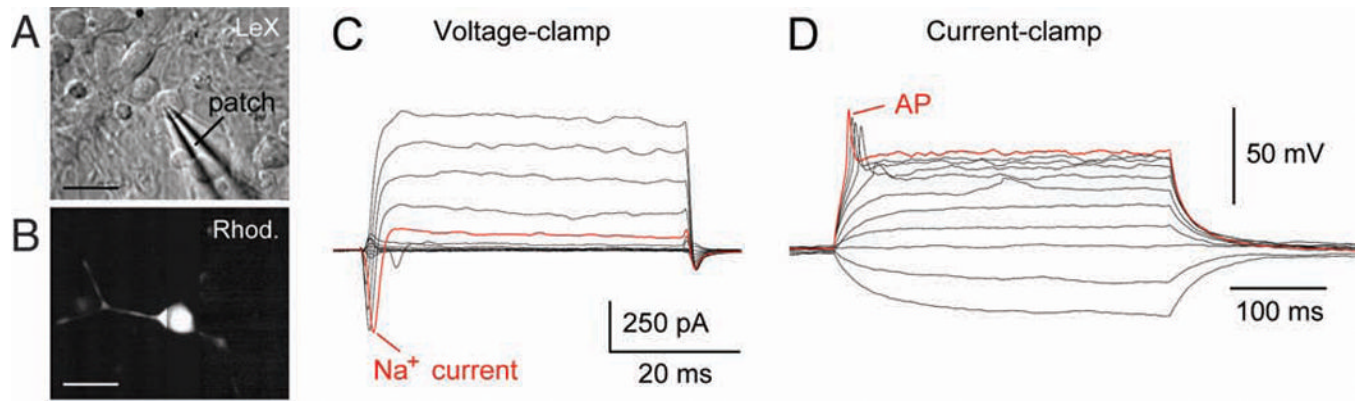 A
LeX
patch
B
Rhod.
C
Voltage-clamp
Na+ current
250 pA
20 ms
D
Current-clamp
AP
50 mV
100 ms